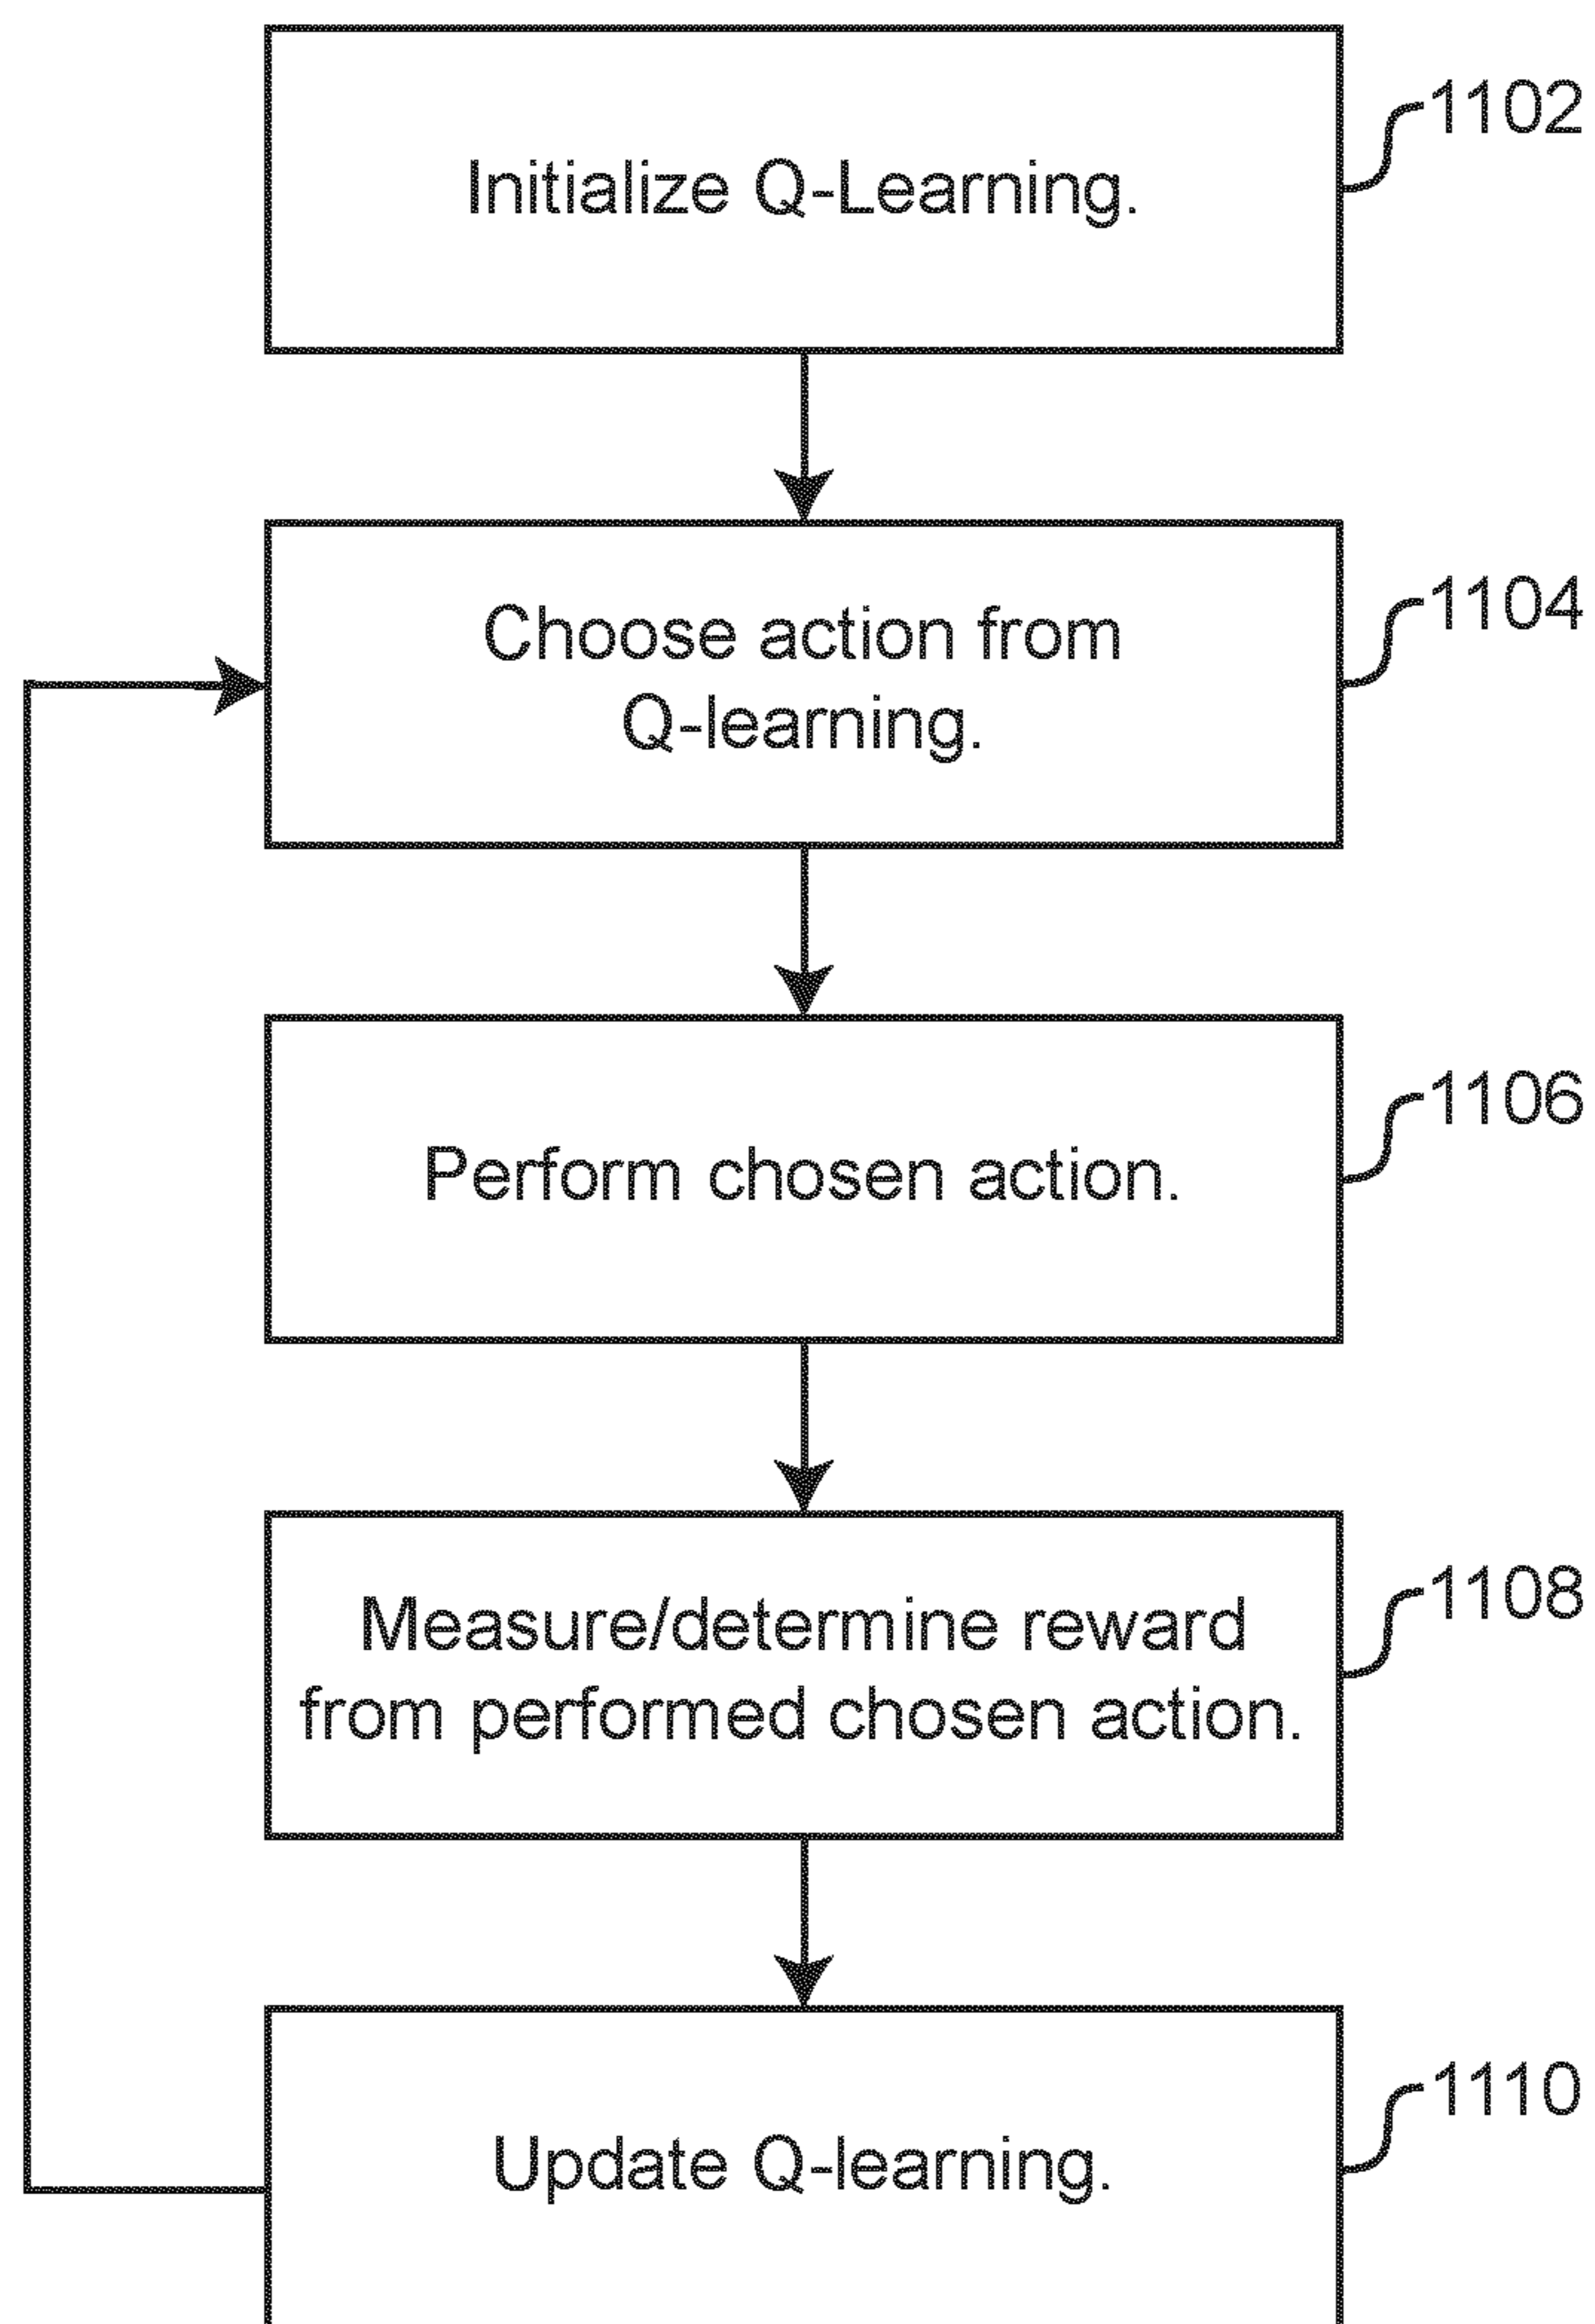 Initialize Q-Learning.
1102
Choose action from
Q-learning.
1104
Perform chosen action.
1106
Measure/determine reward
from performed chosen action.
1108
Update Q-learning.
1110